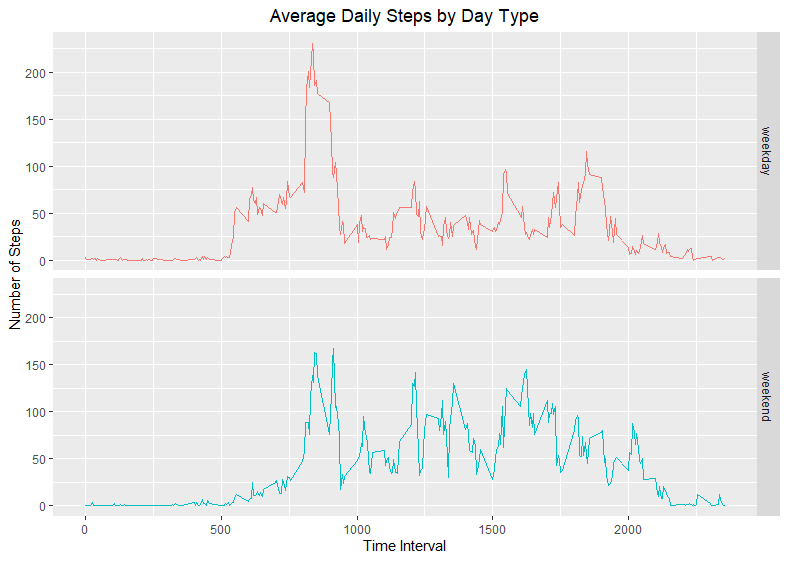 Average Daily Steps by Day Type
Number of Steps
200
150
100
50
0
weekday
200
150
100
50
0
weekend
0 500 1000 1500 2000
Time Interval